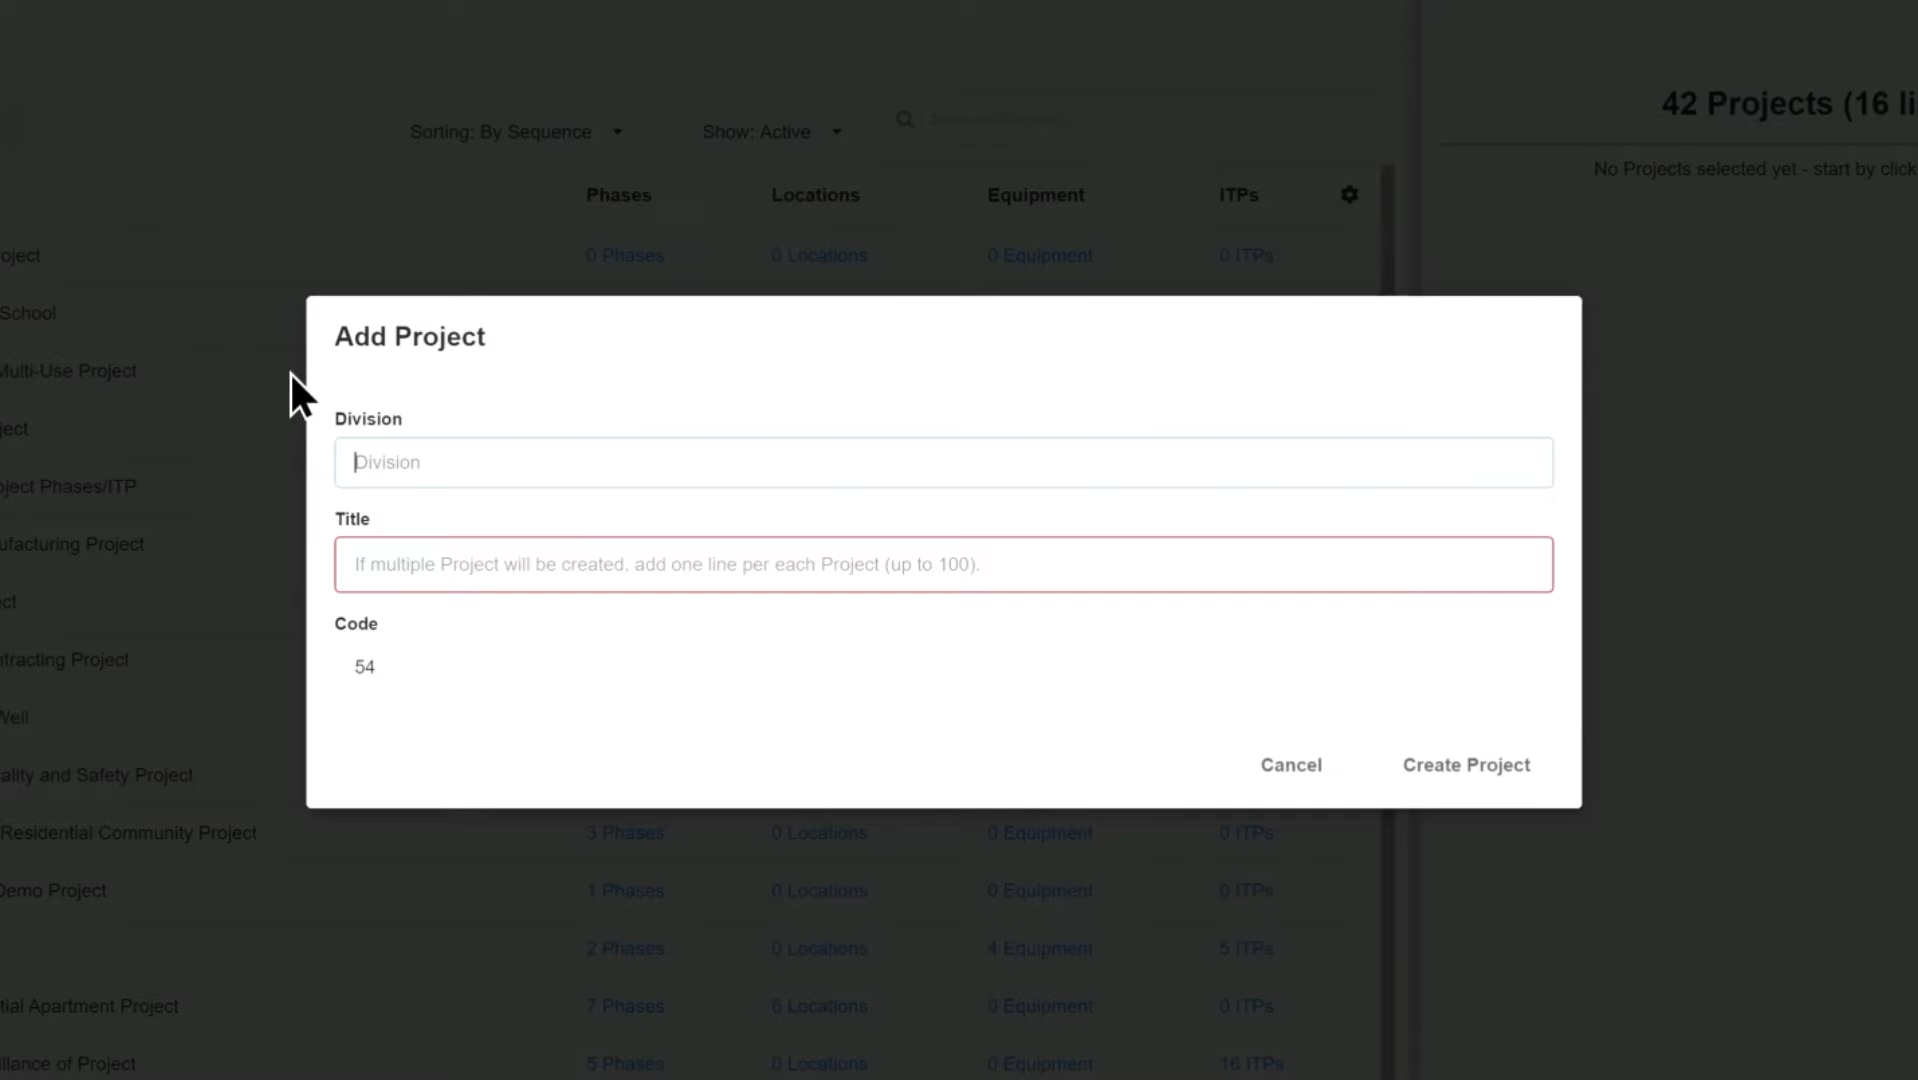 42 Projects (16 li
Sorting: By Sequence Show: Active
No Projects selected yet - start by click
Phases Locations Equipment ITPs
oject 0 Phases 0 Locations 0 Equipment 0 ITPs
School
Multi-Use Project
ject
oject Phases/ITP
ufacturing Project
ect
ntracting Project
Well
ality and Safety Project
Add Project
Division
Division
Title
If multiple Project will be created, add one line per each Project (up to 100).
Code
54
Cancel Create Project
Residential Community Project 3 Phases 0 Locations 0 Equipment 0 ITPs
Demo Project 1 Phases 0 Locations 0 Equipment 0 ITPs
2 Phases 0 Locations 4 Equipment 5 ITPs
tial Apartment Project 7 Phases 6 Locations 0 Equipment 0 ITPs
illance of Project 5 Phases 0 Locations 0 Equipment 16 ITPs